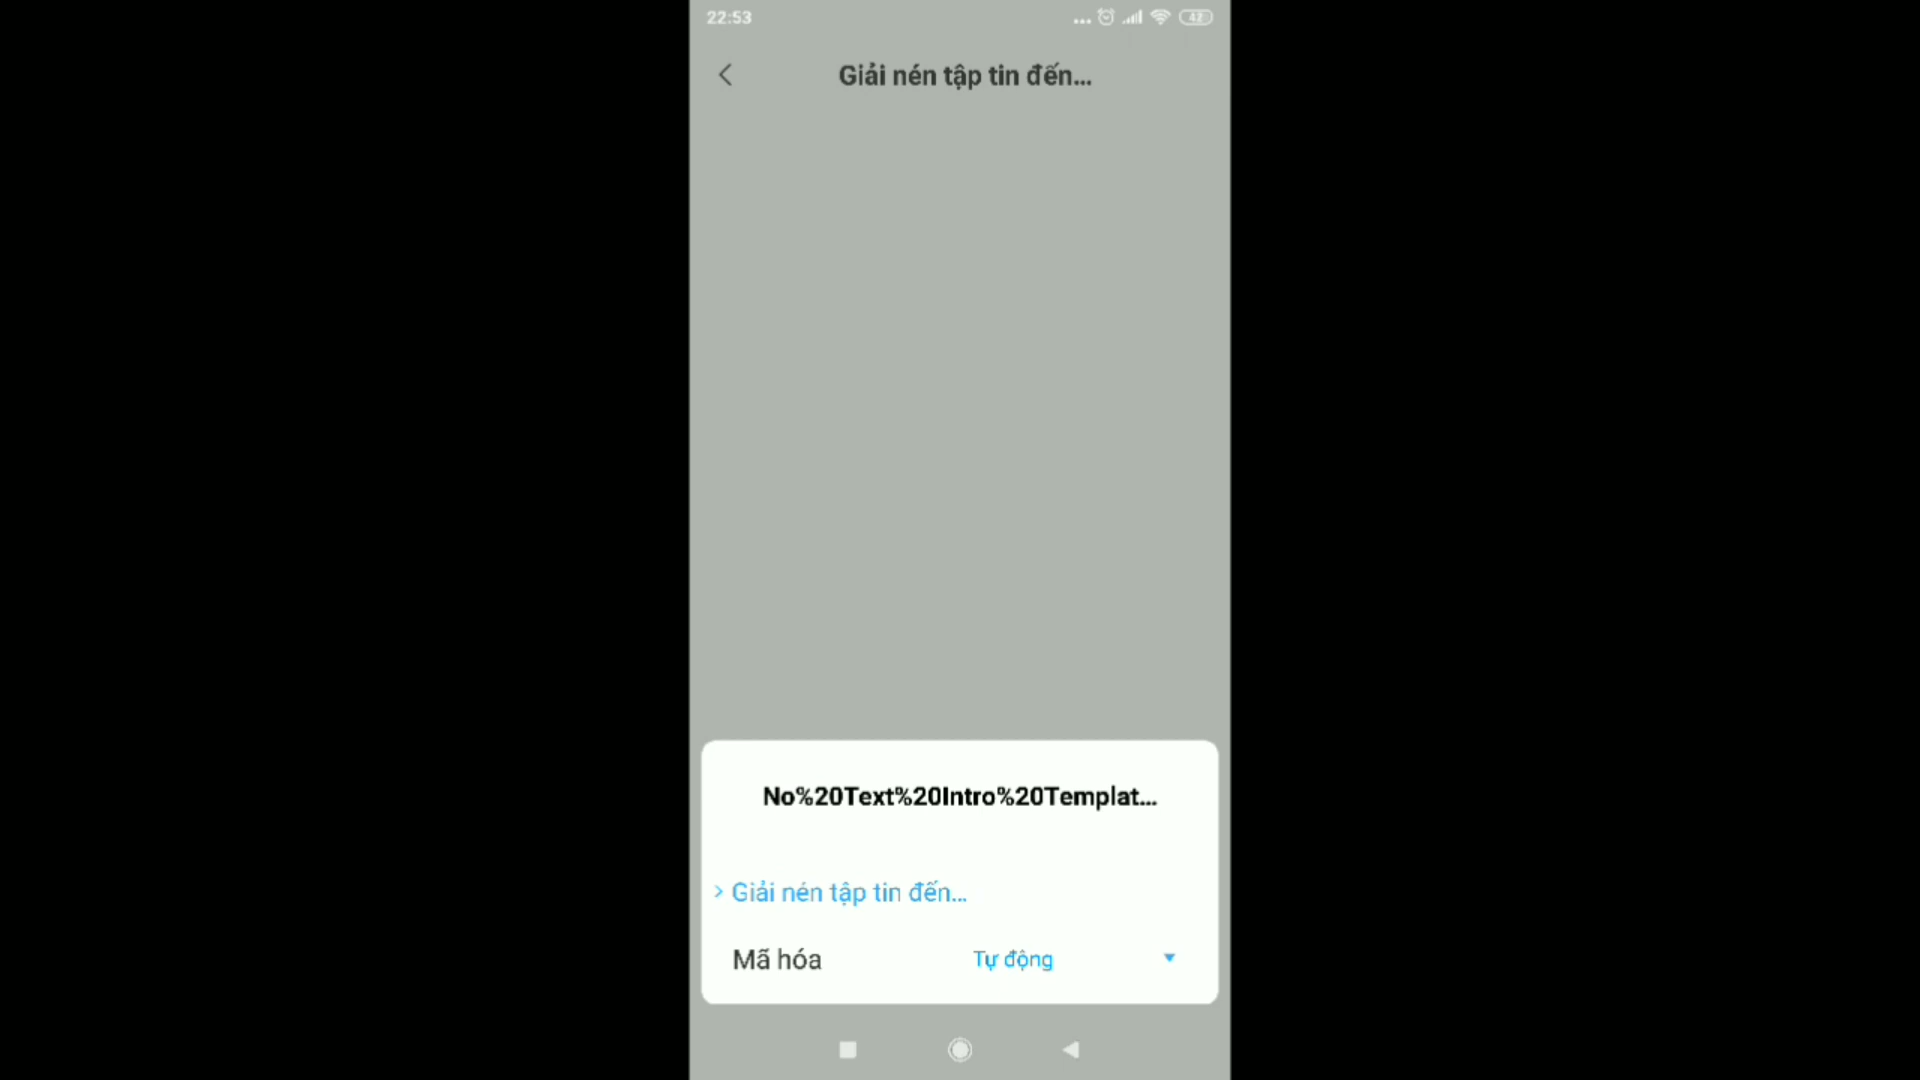 22:53
42
Giải nén tập tin đến...
No%20Text%20Intro%20Templat...
> Giải nén tập tin đến...
Mã hóa
Tự động